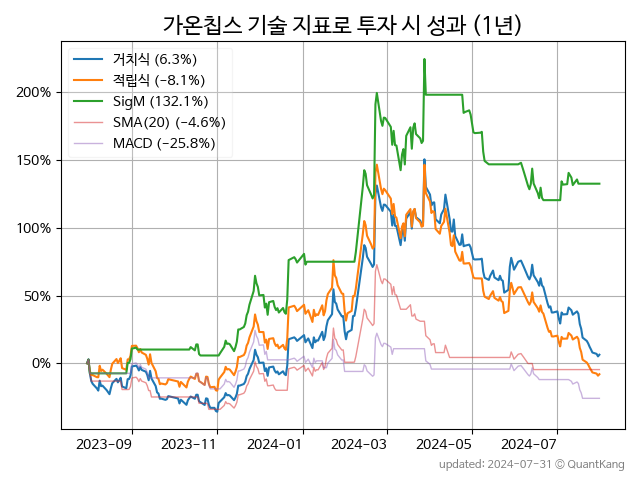 가온칩스 기술 지표로 투자 시 성과 (1년)
거치식 (6.3%)
적립식 (−8.1%)
SigM (132.1%)
SMA(20) (−4.6%)
MACD (−25.8%)
200%
150%
100%
50%
0%
2023-09 2023-11 2024-01 2024-03 2024-05 2024-07
updated: 2024-07-31 © QuantKang